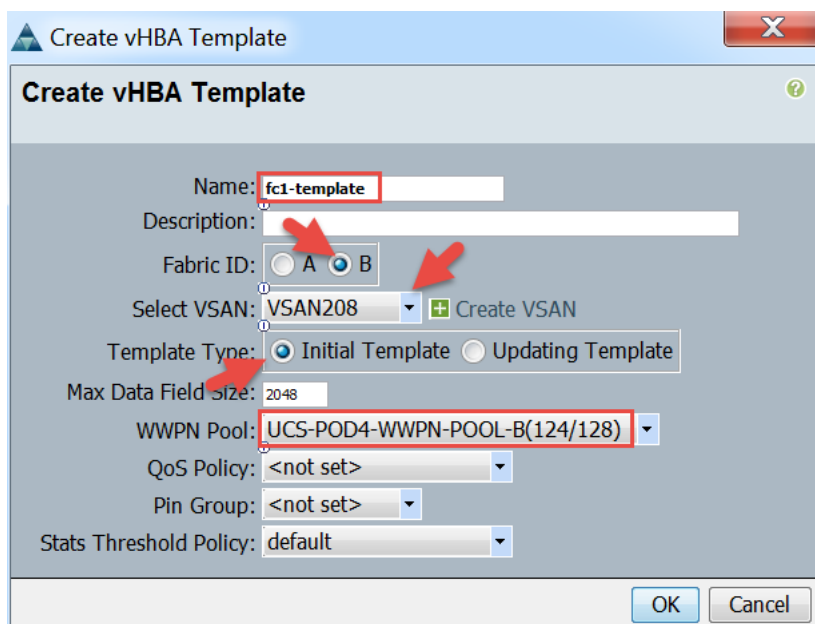 Create vHBA Template
Create vHBA Template
Name: fc1-template
Description:
Fabric ID: A B
Select VSAN: VSAN208 Create VSAN
Template Type: Initial Template Updating Template
Max Data Field Size: 2048
WWPN Pool: UCS-POD4-WWPN-POOL-B(124/128)
QoS Policy: <not set>
Pin Group: <not set>
Stats Threshold Policy: default
OK Cancel